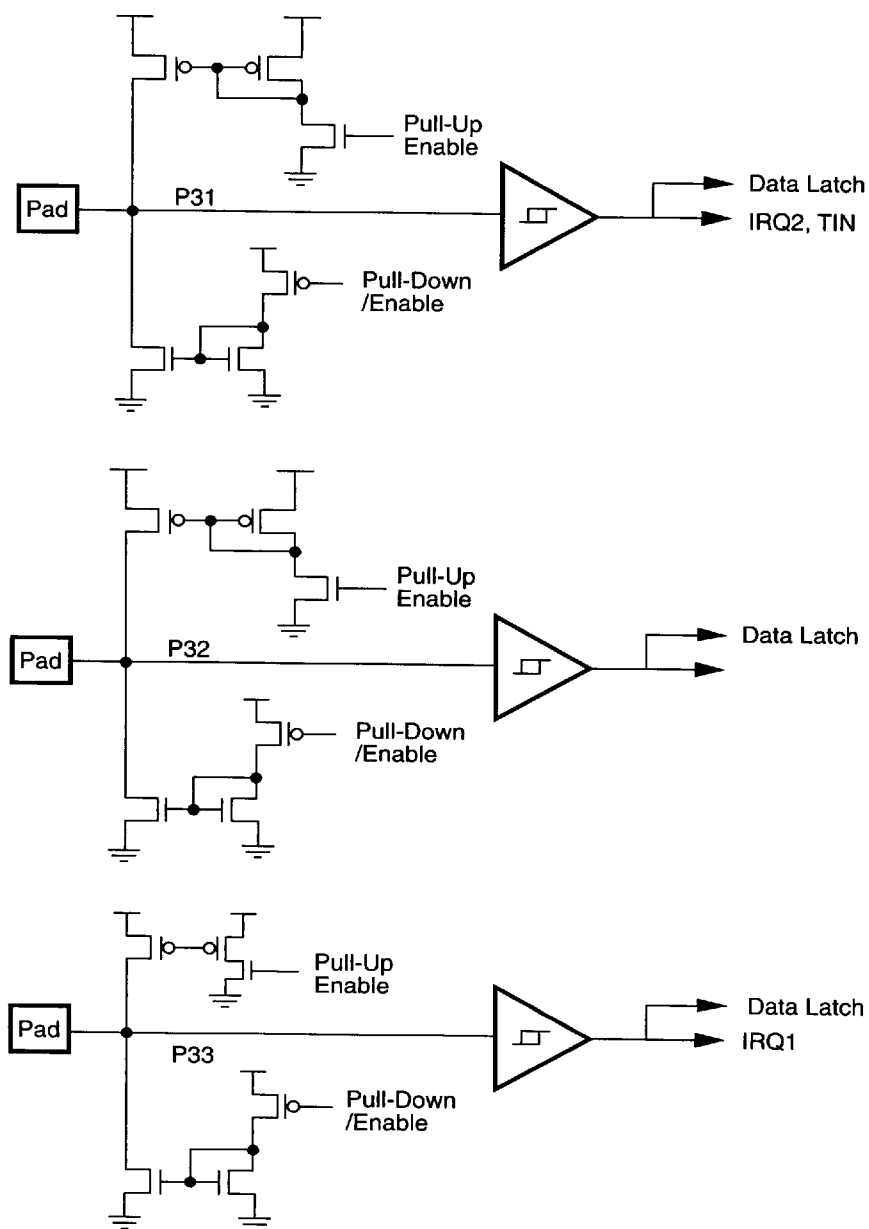 Pull-Up
Enable
Pad
P31
Data Latch
IRQ2, TIN
Pull-Down
/Enable
Pull-Up
Enable
Pad
P32
Data Latch
Pull-Down
/Enable
Pull-Up
Enable
Pad
P33
Data Latch
IRQ1
Pull-Down
/Enable